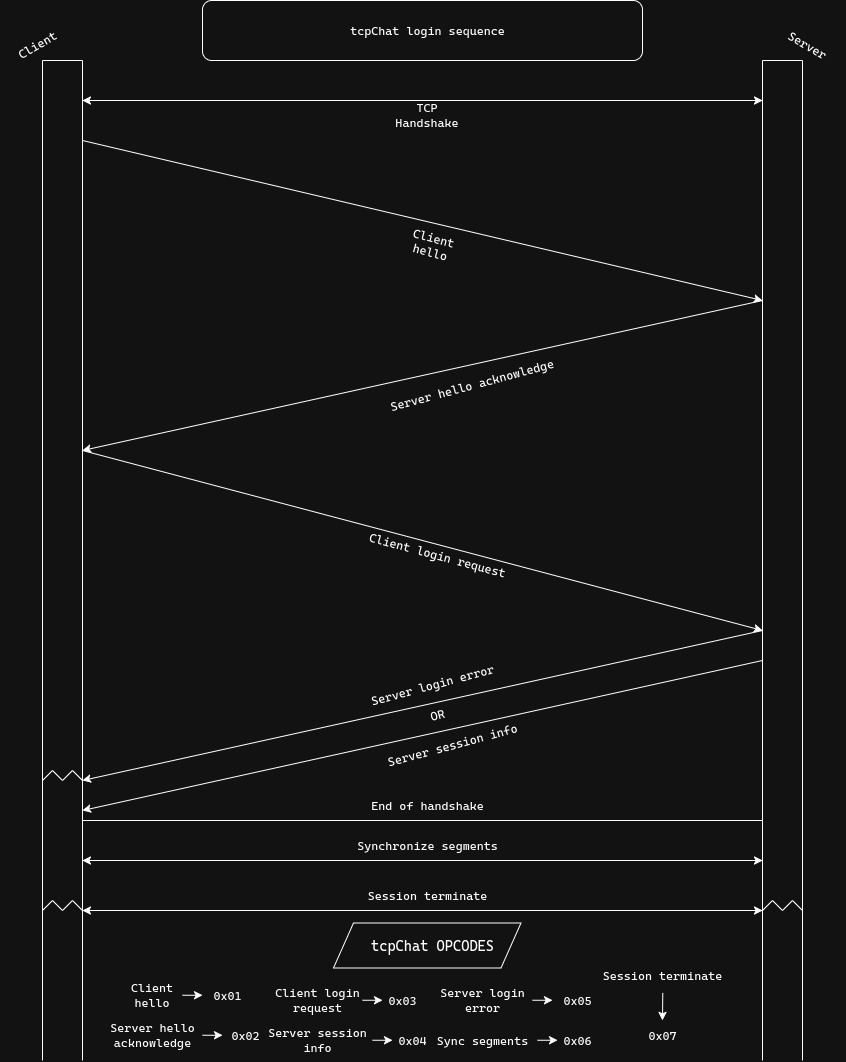 tcpChat login sequence
Client
Server
TCP
Handshake
Client
hello
Server hello acknowledge
Client login request
Server login error
OR
Server session info
End of handshake
Synchronize segments
Session terminate
tcpChat OPCODES
Client
hello
0x01
Client login
request
0x03
Server login
error
0x05
Session terminate
0x07
Server hello
acknowledge
0x02
Server session
info
0x04
Sync segments
0x06